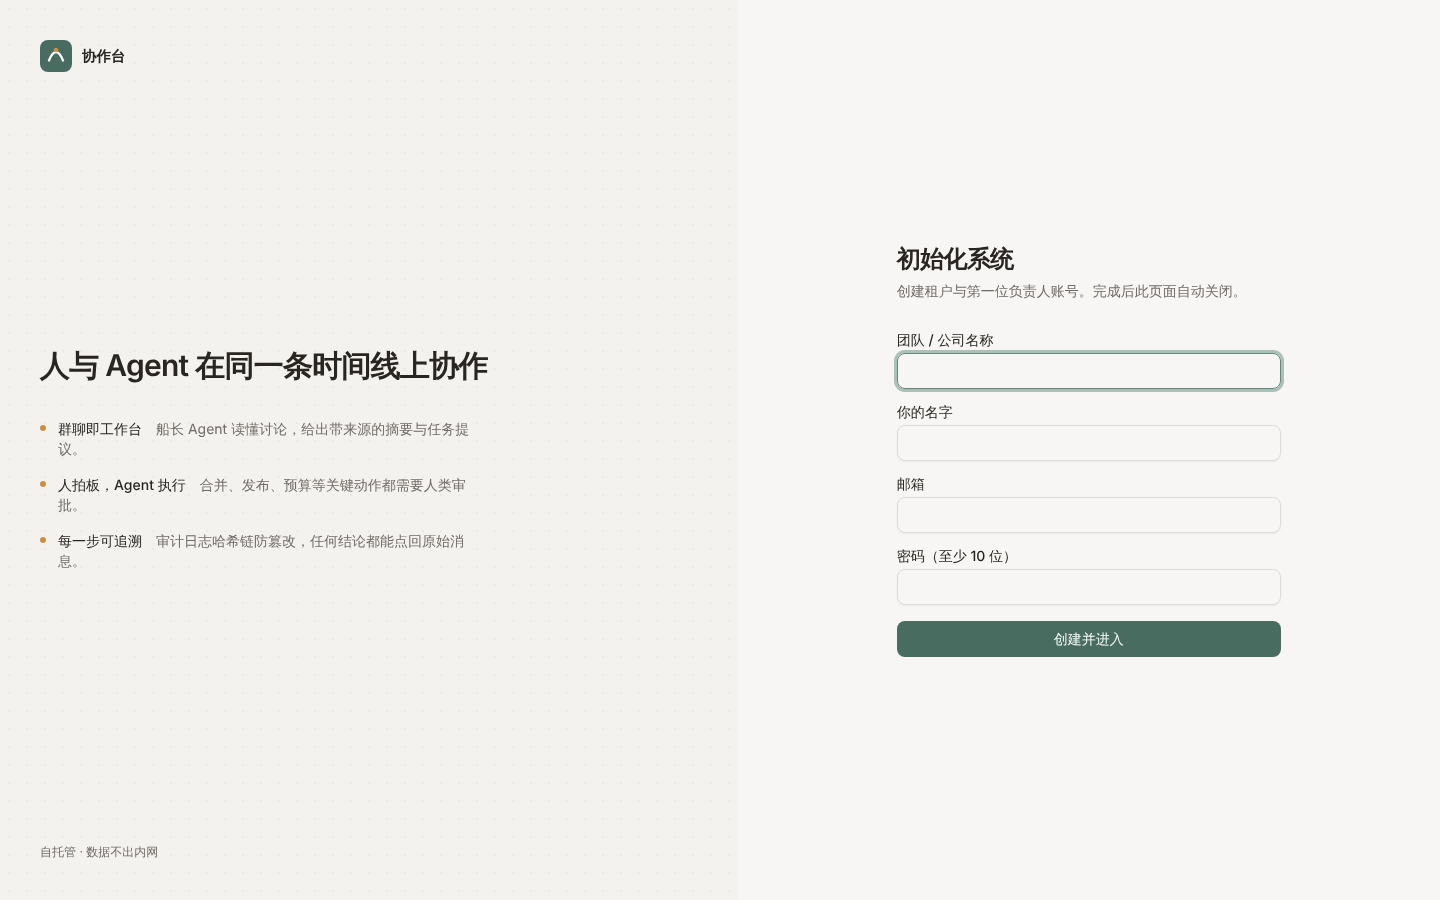 协作台
人与 Agent 在同一条时间线上协作
群聊即工作台 船长 Agent 读懂讨论，给出带来源的摘要与任务提
议。
人拍板，Agent 执行 合并、发布、预算等关键动作都需要人类审
批。
每一步可追溯 审计日志哈希链防篡改，任何结论都能点回原始消
息。
自托管 · 数据不出内网
初始化系统
创建租户与第一位负责人账号。完成后此页面自动关闭。
团队 / 公司名称
你的名字
邮箱
密码（至少 10 位）
创建并进入